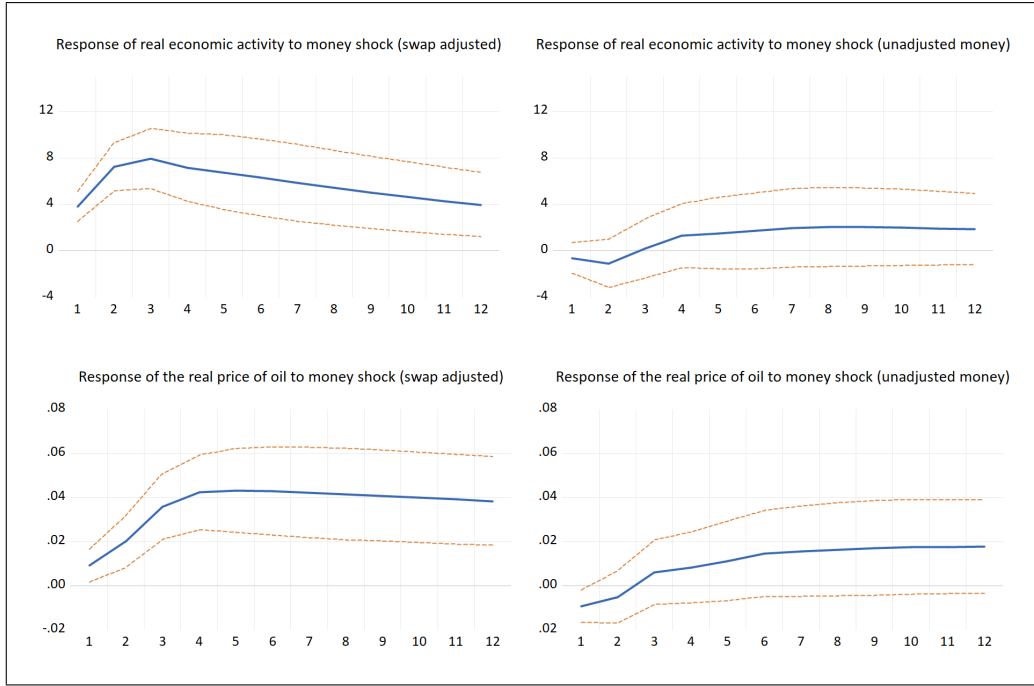 Response of real economic activity to money shock (swap adjusted)
12
8
4
0
-4
1 2 3 4 5 6 7 8 9 10 11 12
Response of real economic activity to money shock (unadjusted money)
12
8
4
0
-4
1 2 3 4 5 6 7 8 9 10 11 12
Response of the real price of oil to money shock (swap adjusted)
.08
.06
.04
.02
.00
-.02
1 2 3 4 5 6 7 8 9 10 11 12
Response of the real price of oil to money shock (unadjusted money)
.08
.06
.04
.02
.00
.02
1 2 3 4 5 6 7 8 9 10 11 12